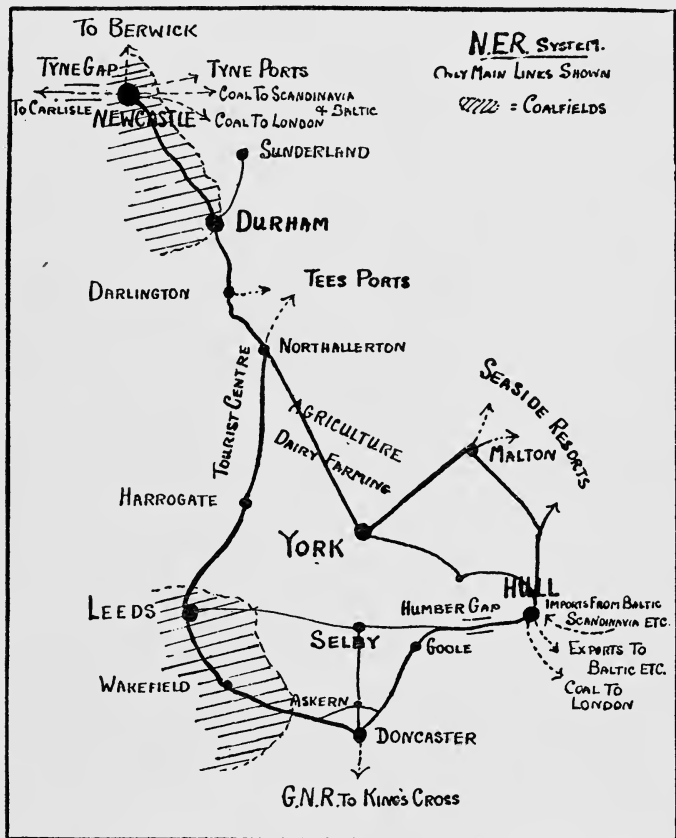 To Berwick
N.E.R. System.
Only Main Links Shown
= Coalfields
Tyne Gap
Tyne Ports
Coal To Scandinavia
& Baltic
To Carlisle
Newcastle
Coal To London
Sunderland
Durham
Darlington
Tees Ports
Northallerton
Tourist Centre
Agriculture
Dairy Farming
Seaside Resorts
Malton
Harrogate
York
Hull
Leeds
Humber Gap
Imports From Baltic
Scandinavia Etc.
Selby
Goole
Exports To
Baltic Etc.
Coal To
London
Wakefield
Askern
Doncaster
G.N.R. To King's Cross